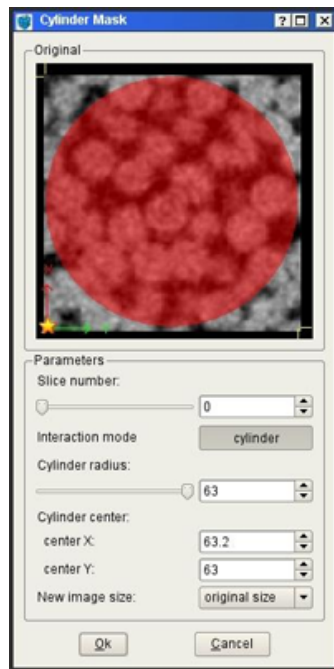 Cylinder Mask
Original
Parameters
Slice number:
0
Interaction mode cylinder
Cylinder radius:
63
Cylinder center:
center X: 63.2
center Y: 63
New image size: original size
Ok Cancel